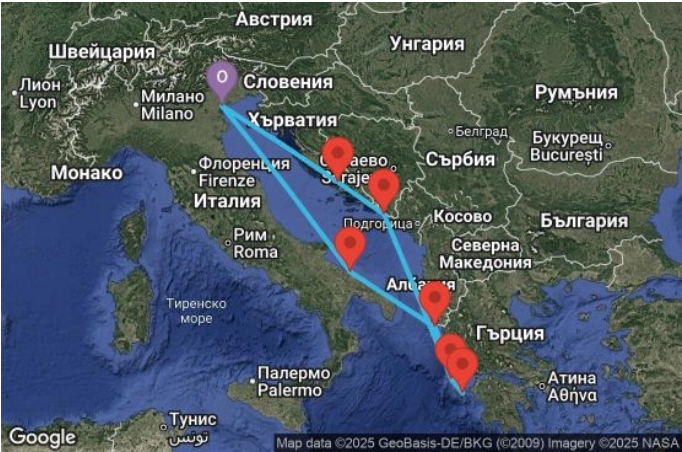 Австрия
Унгария
Швейцария
Словения
Лион
Lyon
Милано
Milano
Румъния
О
Хърватия
Белград
Букурещ
București
Монако
Флоренция
Firenze
Сърбия
Италия
Подгорица
Косово
България
Рим
Roma
Северна
Македония
Албания
Тиренско
море
Гърция
Палермо
Palermo
Атина
Αθήνα
Тунис
تونس
Google
Map data ©2025 GeoBasis-DE/BKG (©2009) Imagery ©2025 NASA